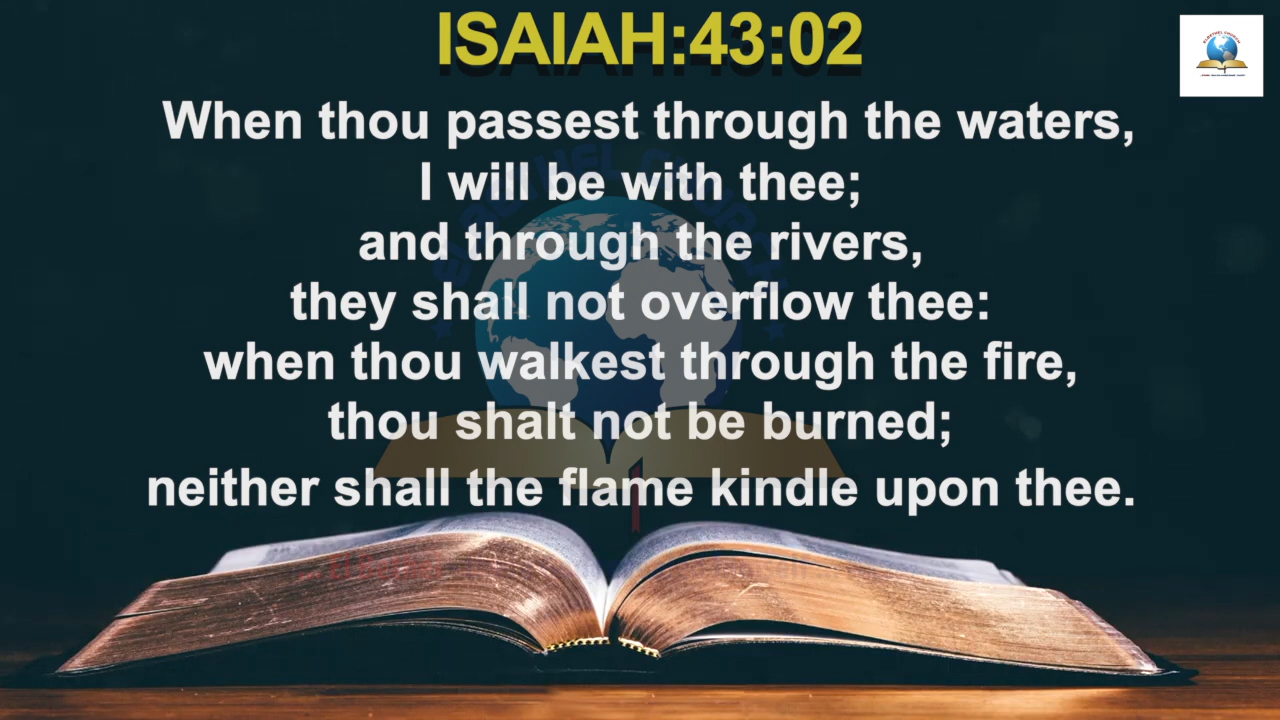 ISAIAH:43:02
When thou passest through the waters,
I will be with thee;
and through the rivers,
they shall not overflow thee:
when thou walkest through the fire,
thou shalt not be burned;
neither shall the flame kindle upon thee.